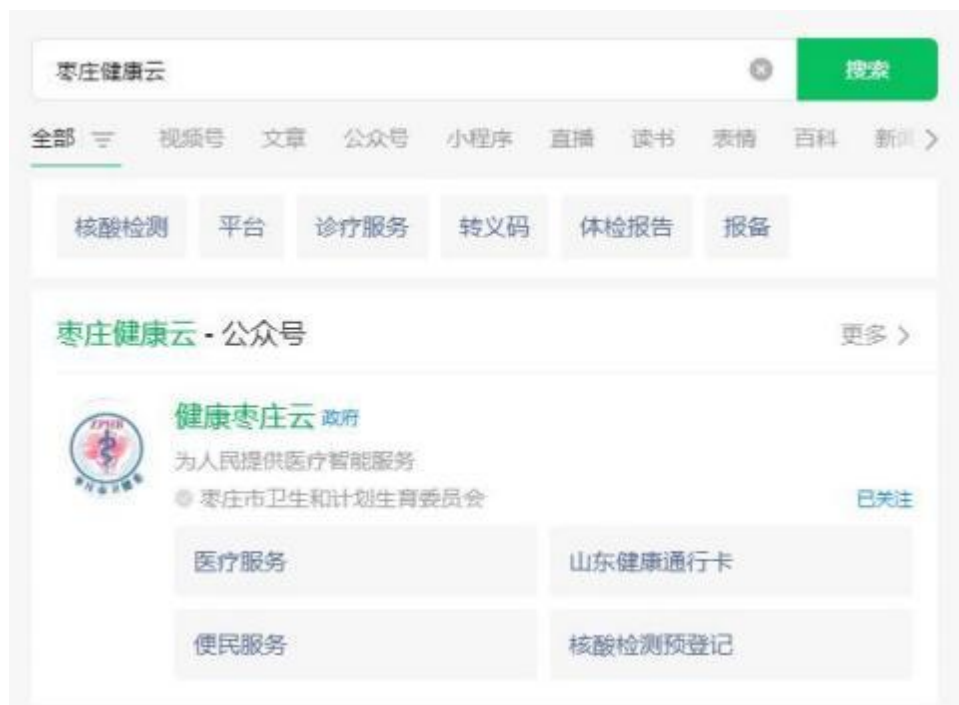 枣庄健康云
搜索
全部 视频号 文章 公众号 小程序 直播 读书 表情 百科 新闻
核酸检测 平台 诊疗服务 转义码 体检报告 报备
枣庄健康云 - 公众号 更多
健康枣庄云 政府
为人民提供医疗智能服务
枣庄市卫生和计划生育委员会 已关注
医疗服务 山东健康通行卡
便民服务 核酸检测预登记